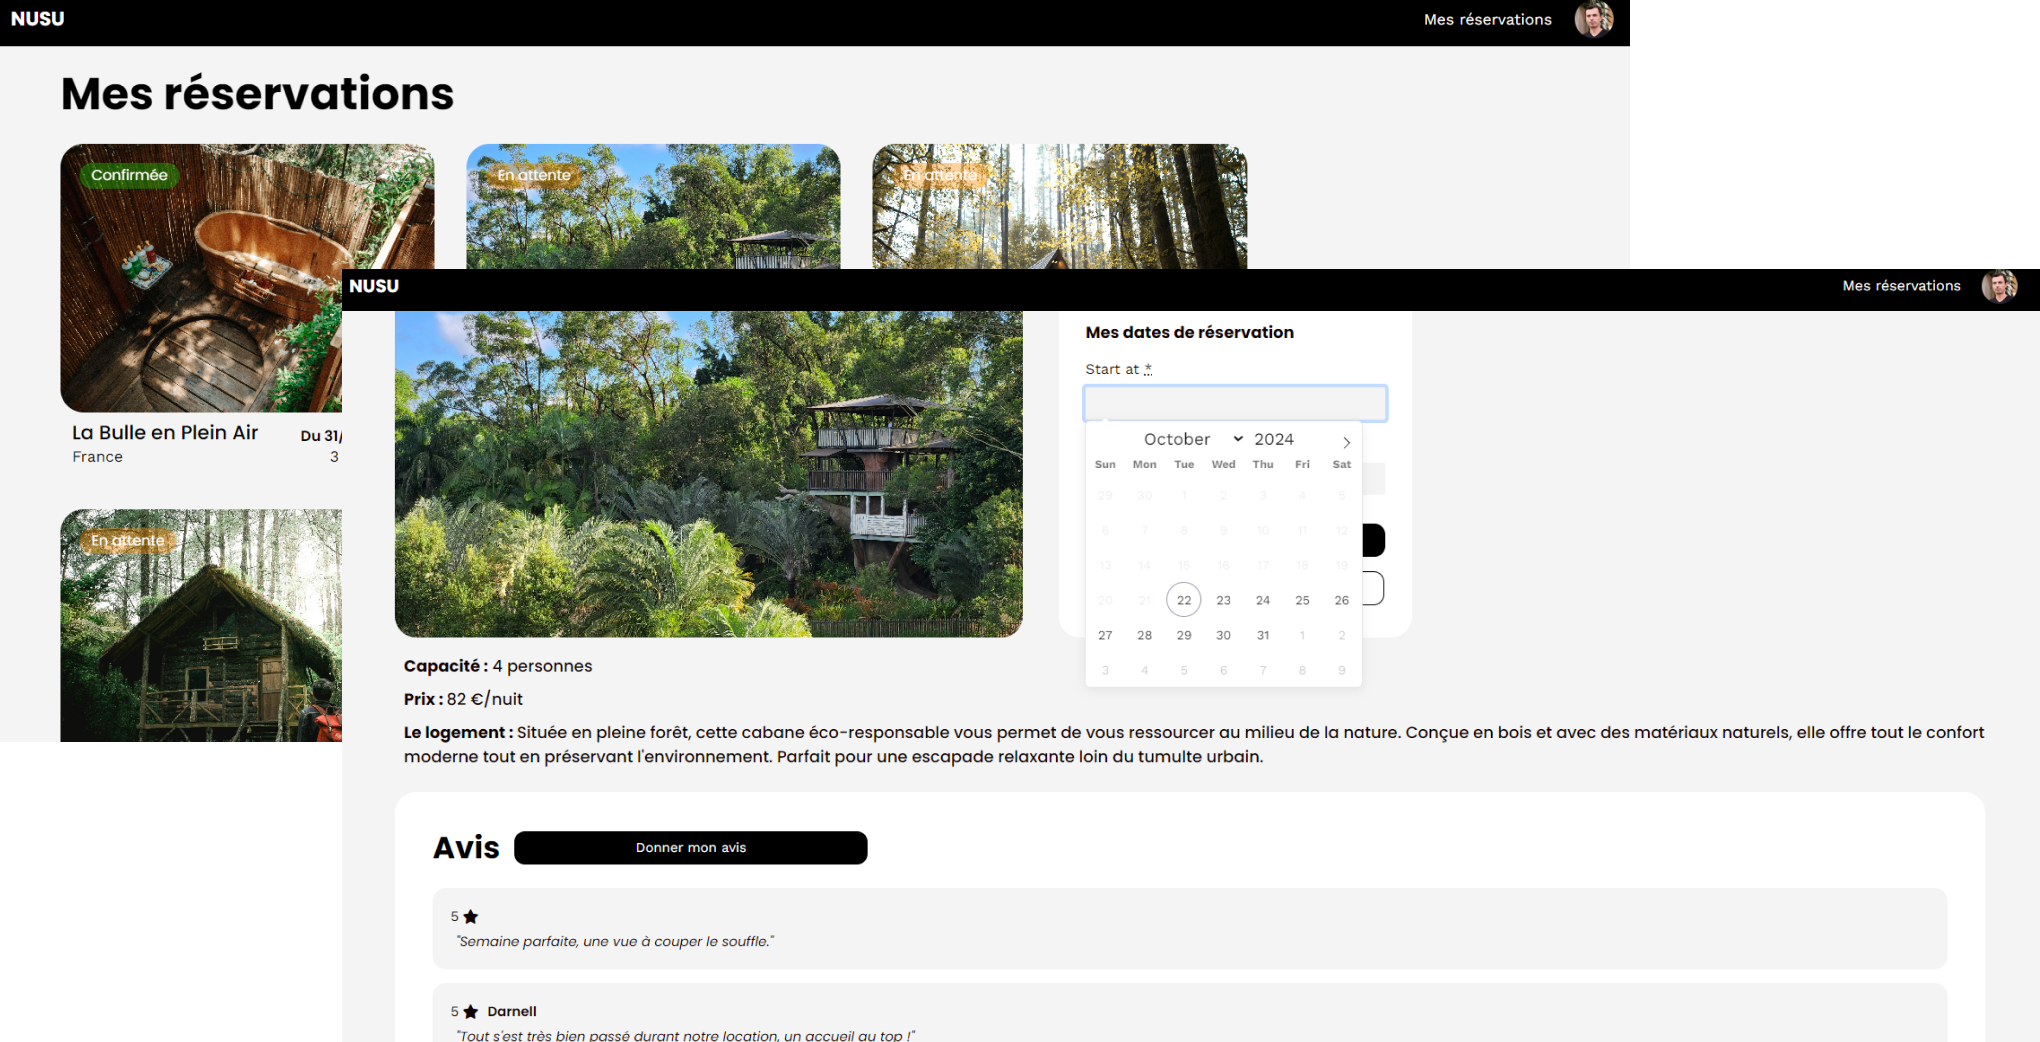 NUSU
Mes réservations
Mes réservations
Confirmée
En attente
En attente
La Bulle en Plein Air
Du 31/
France
3
En attente
NUSU
Mes réservations
Mes dates de réservation
Start at *
October 2024
Sun Mon Tue Wed Thu Fri Sat
29 30 1 2 3 4 5
6 7 8 9 10 11 12
13 14 15 16 17 18 19
20 21 22 23 24 25 26
27 28 29 30 31 1 2
3 4 5 6 7 8 9
Capacité : 4 personnes
Prix : 82 €/nuit
Le logement : Située en pleine forêt, cette cabane éco-responsable vous permet de vous ressourcer au milieu de la nature. Conçue en bois et avec des matériaux naturels, elle offre tout le confort
moderne tout en préservant l'environnement. Parfait pour une escapade relaxante loin du tumulte urbain.
Avis
Donner mon avis
5
"Semaine parfaite, une vue à couper le souffle."
5 Darnell
"Tout s'est très bien passé durant notre location, un accueil au top !"